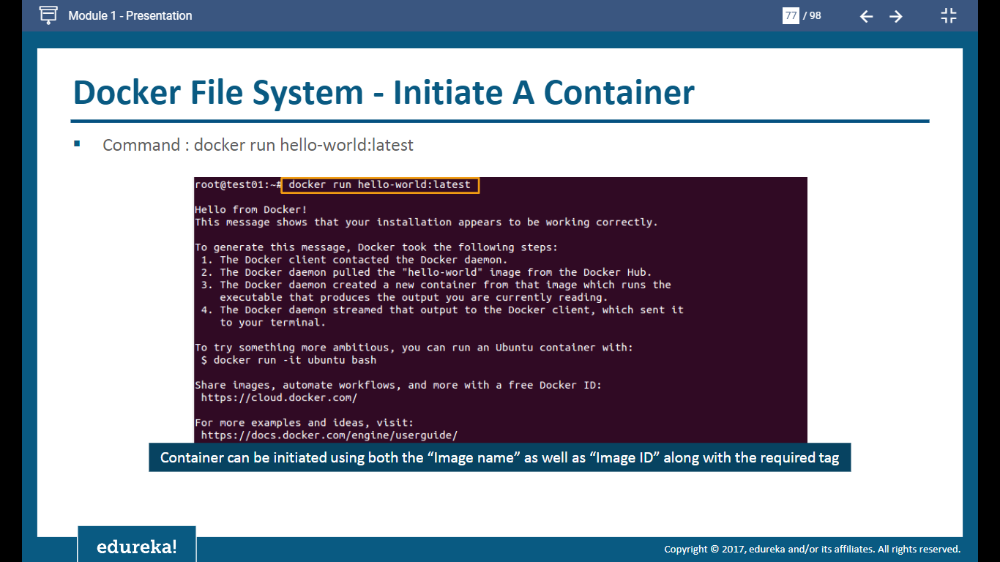 Module 1 - Presentation
77 / 98
Docker File System - Initiate A Container
▪ Command : docker run hello-world:latest
root@test01:~# docker run hello-world:latest
Hello from Docker!
This message shows that your installation appears to be working correctly.
To generate this message, Docker took the following steps:
1. The Docker client contacted the Docker daemon.
2. The Docker daemon pulled the "hello-world" image from the Docker Hub.
3. The Docker daemon created a new container from that image which runs the
executable that produces the output you are currently reading.
4. The Docker daemon streamed that output to the Docker client, which sent it
to your terminal.
To try something more ambitious, you can run an Ubuntu container with:
$ docker run -it ubuntu bash
Share images, automate workflows, and more with a free Docker ID:
https://cloud.docker.com/
For more examples and ideas, visit:
https://docs.docker.com/engine/userguide/
Container can be initiated using both the “Image name” as well as “Image ID” along with the required tag
edureka!
Copyright © 2017, edureka and/or its affiliates. All rights reserved.